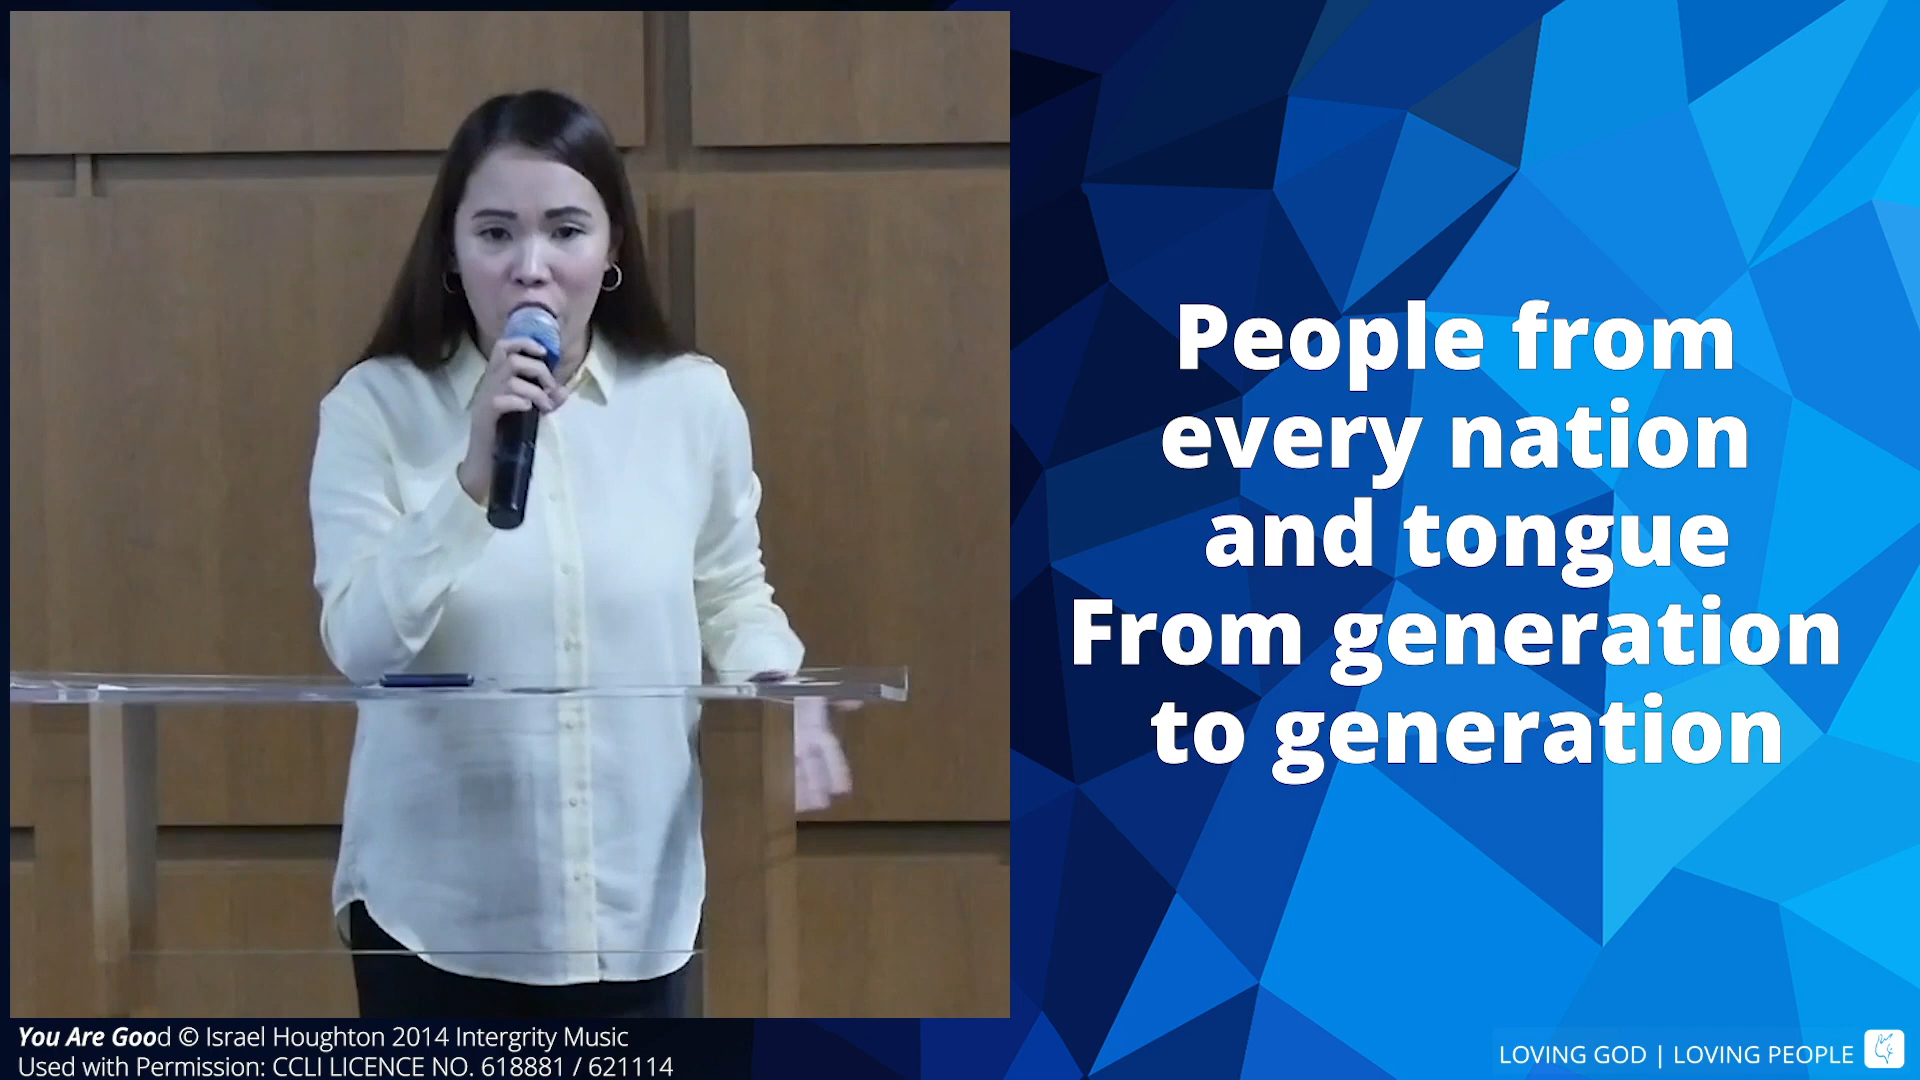 People from
every nation
and tongue
From generation
to generation
You Are Good © Israel Houghton 2014 Intergrity Music
Used with Permission: CCLI LICENCE NO. 618881 / 621114
LOVING GOD | LOVING PEOPLE